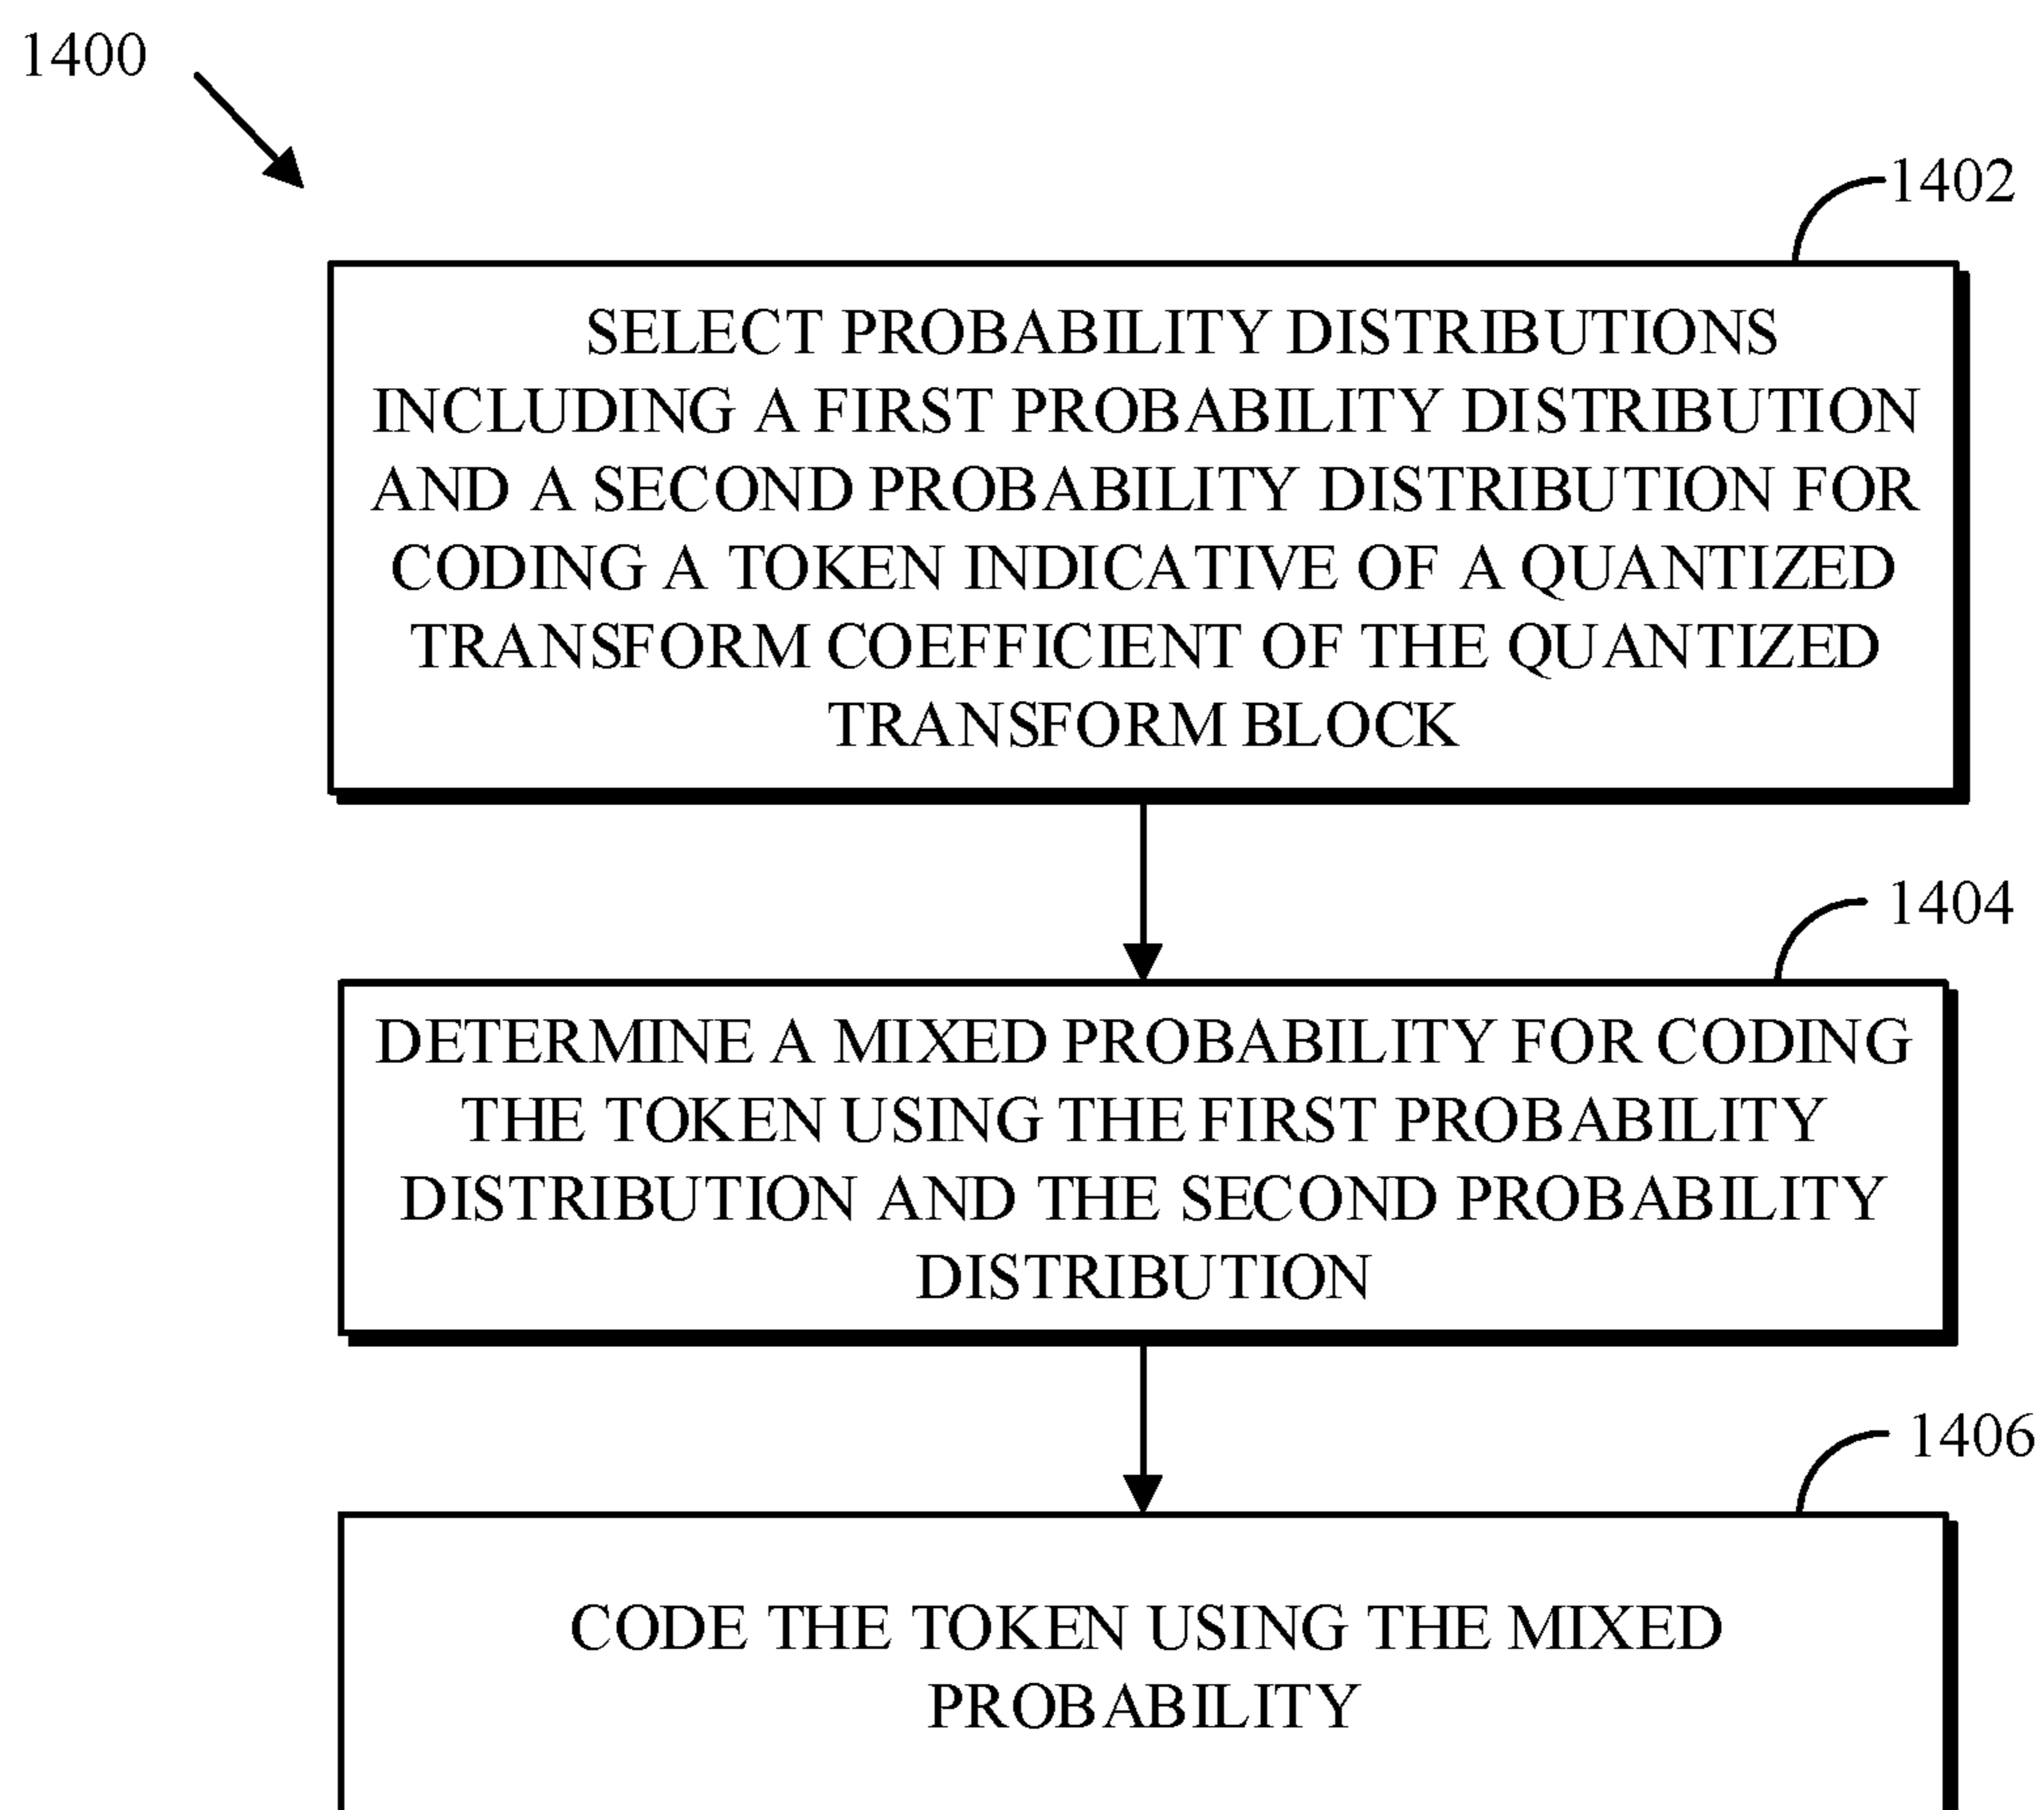 1400
1402
SELECT PROBABILITY DISTRIBUTIONS
INCLUDING A FIRST PROBABILITY DISTRIBUTION
AND A SECOND PROBABILITY DISTRIBUTION FOR
CODING A TOKEN INDICATIVE OF A QUANTIZED
TRANSFORM COEFFICIENT OF THE QUANTIZED
TRANSFORM BLOCK
1404
DETERMINE A MIXED PROBABILITY FOR CODING
THE TOKEN USING THE FIRST PROBABILITY
DISTRIBUTION AND THE SECOND PROBABILITY
DISTRIBUTION
1406
CODE THE TOKEN USING THE MIXED
PROBABILITY